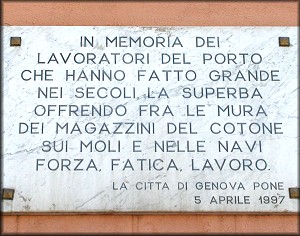 IN MEMORIA DEI
LAVORATORI DEL PORTO
CHE HANNO FATTO GRANDE
NEI SECOLI, LA SUPERBA
OFFRENDO FRA LE MURA
DEI MAGAZZINI DEL COTONE
SUI MOLI E NELLE NAVI
FORZA, FATICA, LAVORO.
LA CITTÀ DI GENOVA PONE
5 APRILE 1997